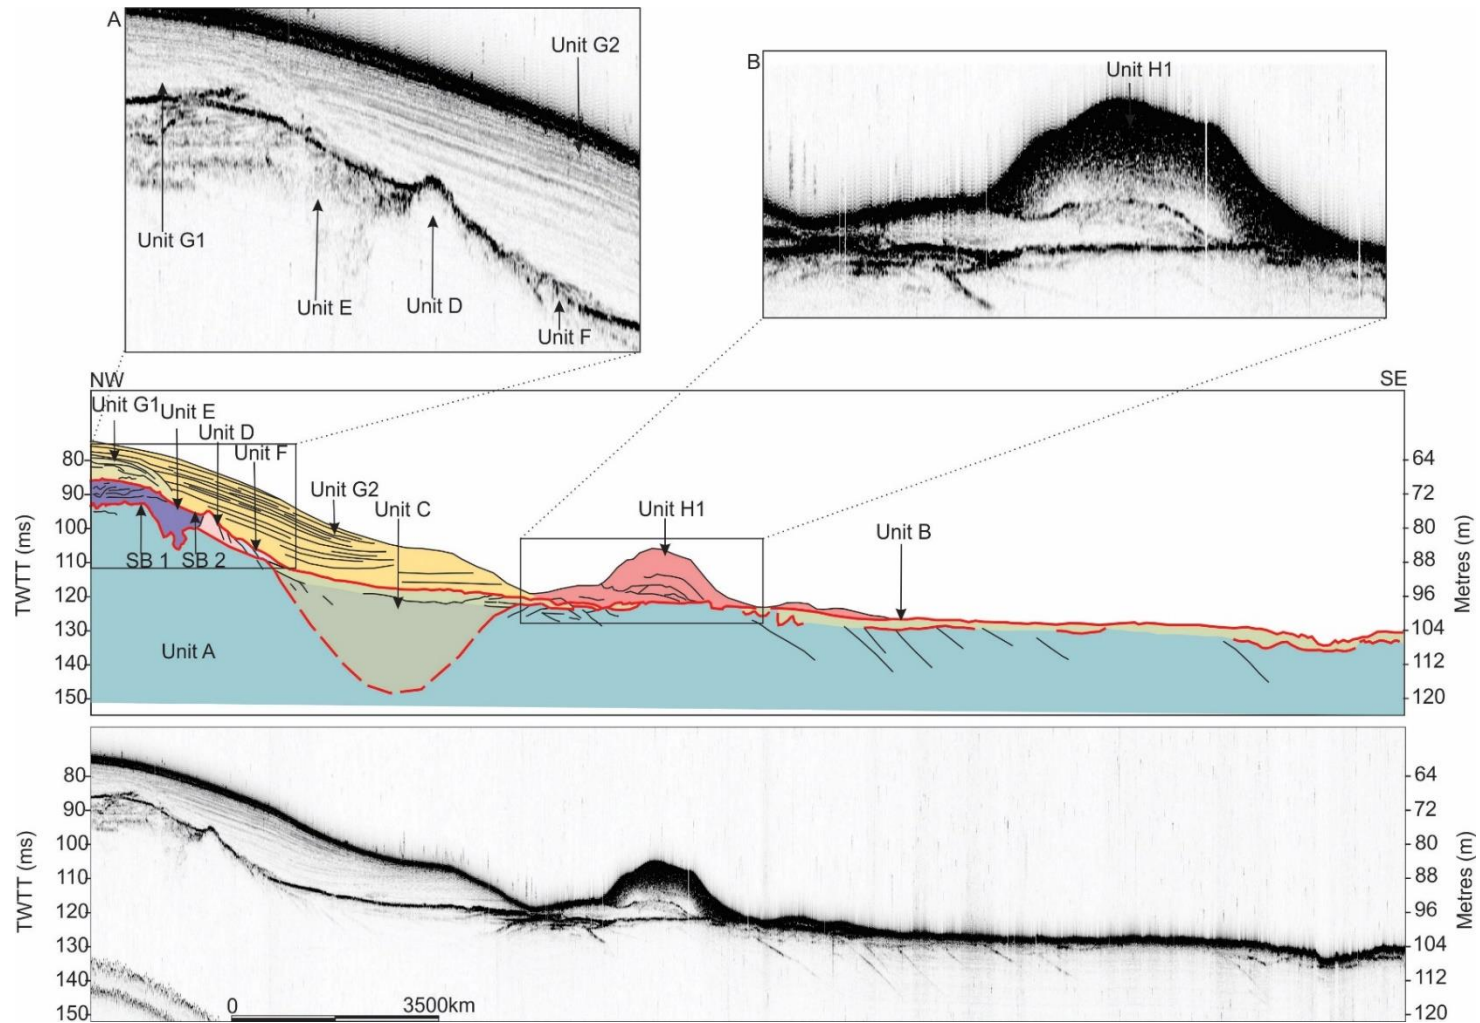 A
Unit G2
Unit G1
Unit E
Unit D
Unit F
B
Unit H1
NW
SE
Unit G1
Unit E
Unit D
Unit F
Unit G2
Unit C
Unit H1
Unit B
SB 1
SB 2
Unit A
TWTT (ms)
80
90
100
110
120
130
140
150
64
72
80
88
96
104
112
120
Metres (m)
TWTT (ms)
80
90
100
110
120
130
140
150
64
72
80
88
96
104
112
120
Metres (m)
0
3500km